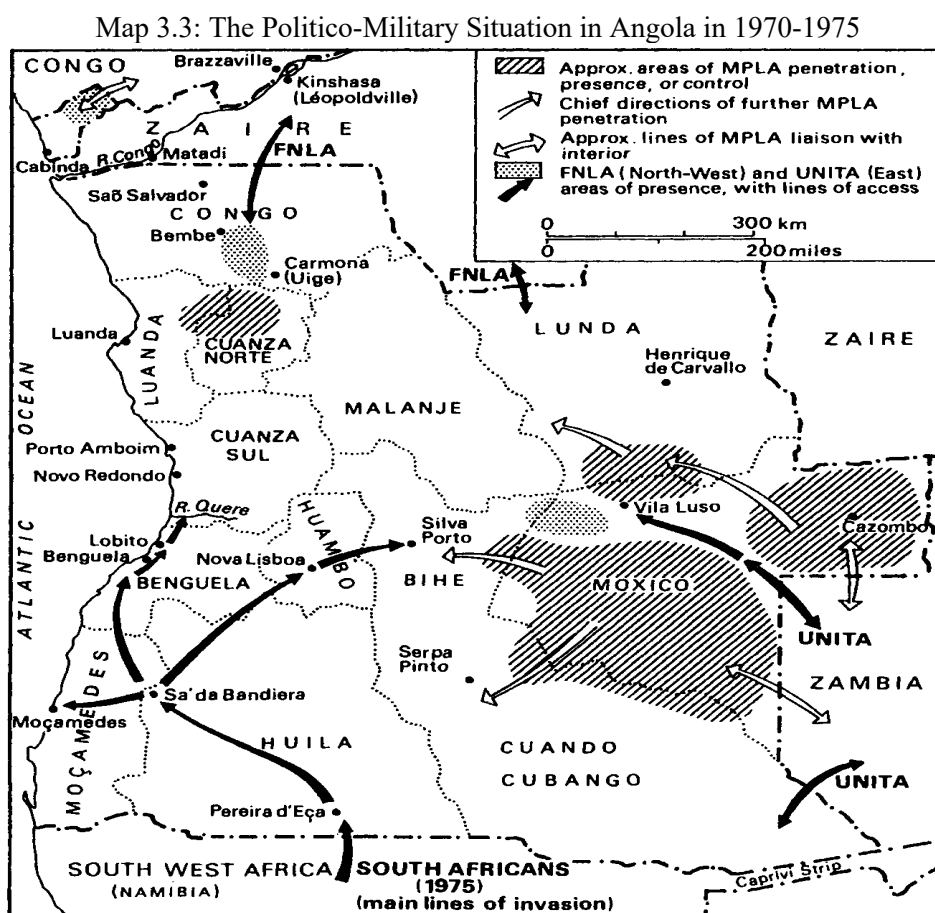 Map 3.3: The Politico-Military Situation in Angola in 1970-1975
CONGO
Brazzaville
Kinshasa
(Léopoldville)
ZAIRE
Cabinda
R. Congo
Matadi
FNLA
Saõ Salvador
CONGO
Bembe
Carmona
(Uige)
Approx. areas of MPLA penetration,
presence, or control
Chief directions of further MPLA
penetration
Approx. lines of MPLA liaison with
interior
FNLA (North-West) and UNITA (East)
areas of presence, with lines of access
0 300 km
0 200 miles
FNLA
LUNDA
ZAIRE
Henrique
de Carvallo
Luanda
LUANDA
CUANZA
NORTE
MALANJE
CUANZA
SUL
Porto Amboim
Novo Redondo
R. Quere
ATLANTIC OCEAN
Lobito
Benguela
BENGUELA
Nova Lisboa
HUAMBO
Silva
Porto
BIHE
Vila Luso
Cazombo
MOXICO
UNITA
Serpa
Pinto
ZAMBIA
Sa' da Bandiera
Moçamedes
MOÇAMEDES
HUILA
CUANDO
CUBANGO
UNITA
Pereira d'Eça
SOUTH WEST AFRICA
(NAMIBIA)
SOUTH AFRICANS
(1975)
(main lines of invasion)
Caprivi Strip